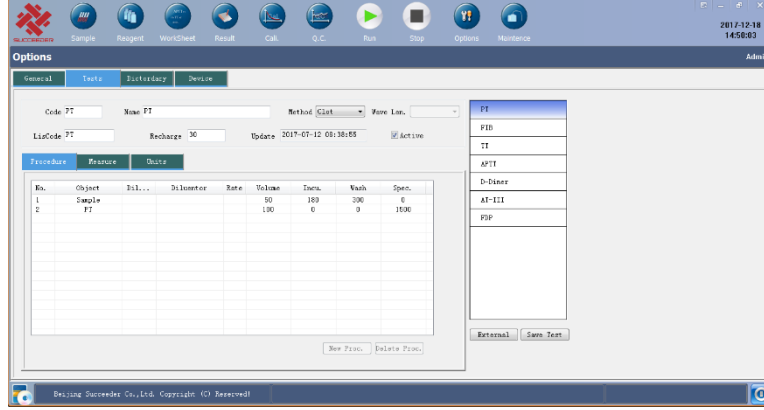 SUCCEEDER
Sample Reagent WorkSheet Result Cali. Q.C. Run Stop Options Maintence
2017-12-18
14:50:03
Options Admi
General Tests Dictordary Device
Code PT Name PT Method Clot Wave Len.
LisCode PT Recharge 30 Update 2017-07-12 08:38:55 Active
Procedure Measure Units
No. Object Dil... Diluentor Rate Volume Incu. Wash Spec.
1 Sample 50 180 300 0
2 PT 100 0 0 1500
New Proc. Delete Proc.
PT
FIB
TT
APTT
D-Dimer
AT-III
FDP
External Save Test
Beijing Succeeder Co.,Ltd. Copyright (C) Reserved!